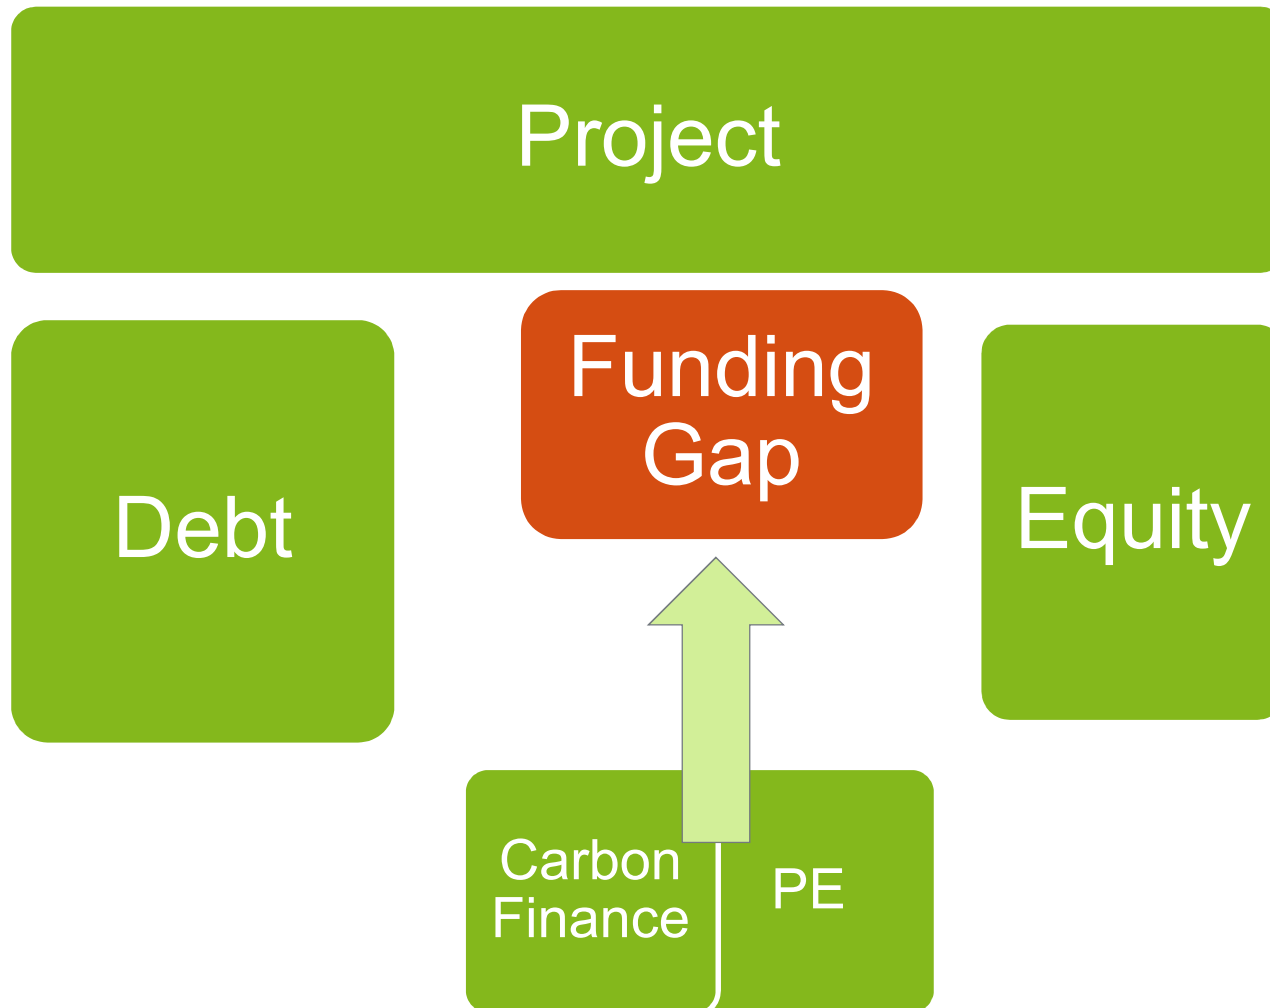 Project
Funding
Gap
Debt
Equity
Carbon
Finance
PE